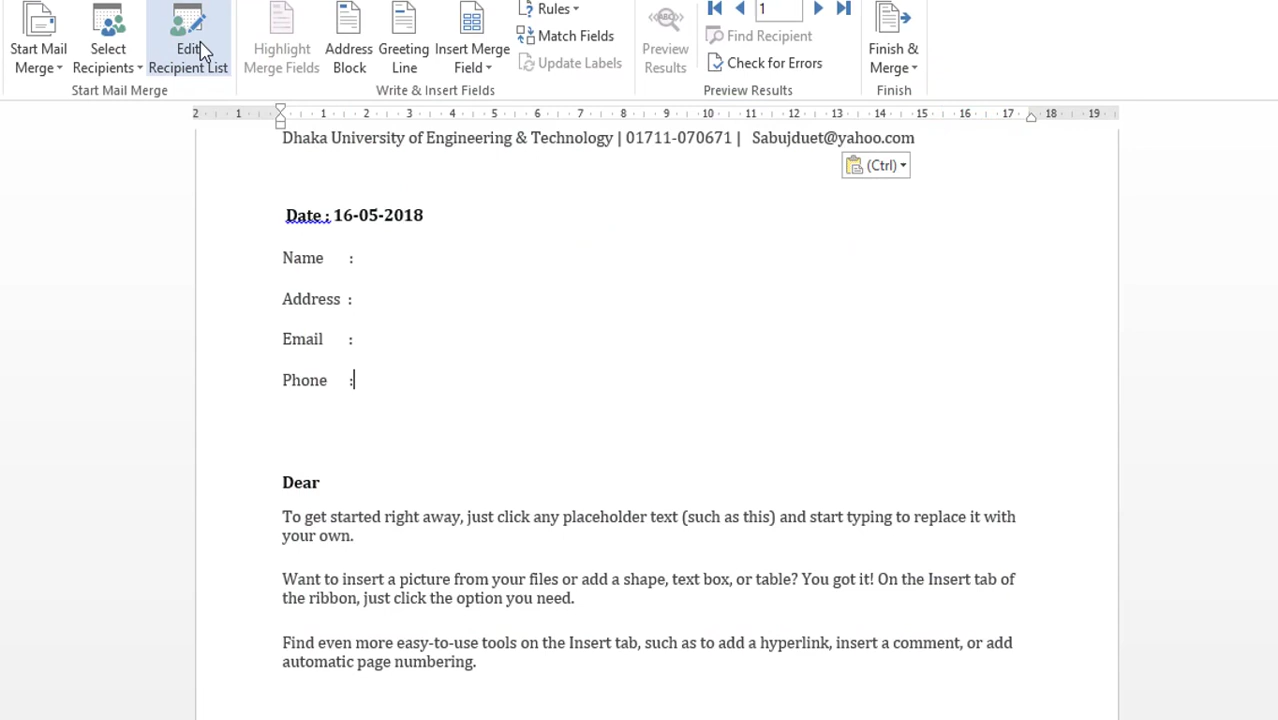 Start Mail Merge
Select Recipients
Edit Recipient List
Highlight Merge Fields
Address Block
Greeting Line
Insert Merge Field
Rules
Match Fields
Update Labels
Preview Results
1
Find Recipient
Check for Errors
Finish & Merge
Start Mail Merge
Write & Insert Fields
Preview Results
Finish
2 1 1 2 3 4 5 6 7 8 9 10 11 12 13 14 15 16 17 18 19
Dhaka University of Engineering & Technology | 01711-070671 | Sabujduet@yahoo.com
(Ctrl)
Date : 16-05-2018
Name :
Address :
Email :
Phone :
Dear
To get started right away, just click any placeholder text (such as this) and start typing to replace it with
your own.
Want to insert a picture from your files or add a shape, text box, or table? You got it! On the Insert tab of
the ribbon, just click the option you need.
Find even more easy-to-use tools on the Insert tab, such as to add a hyperlink, insert a comment, or add
automatic page numbering.